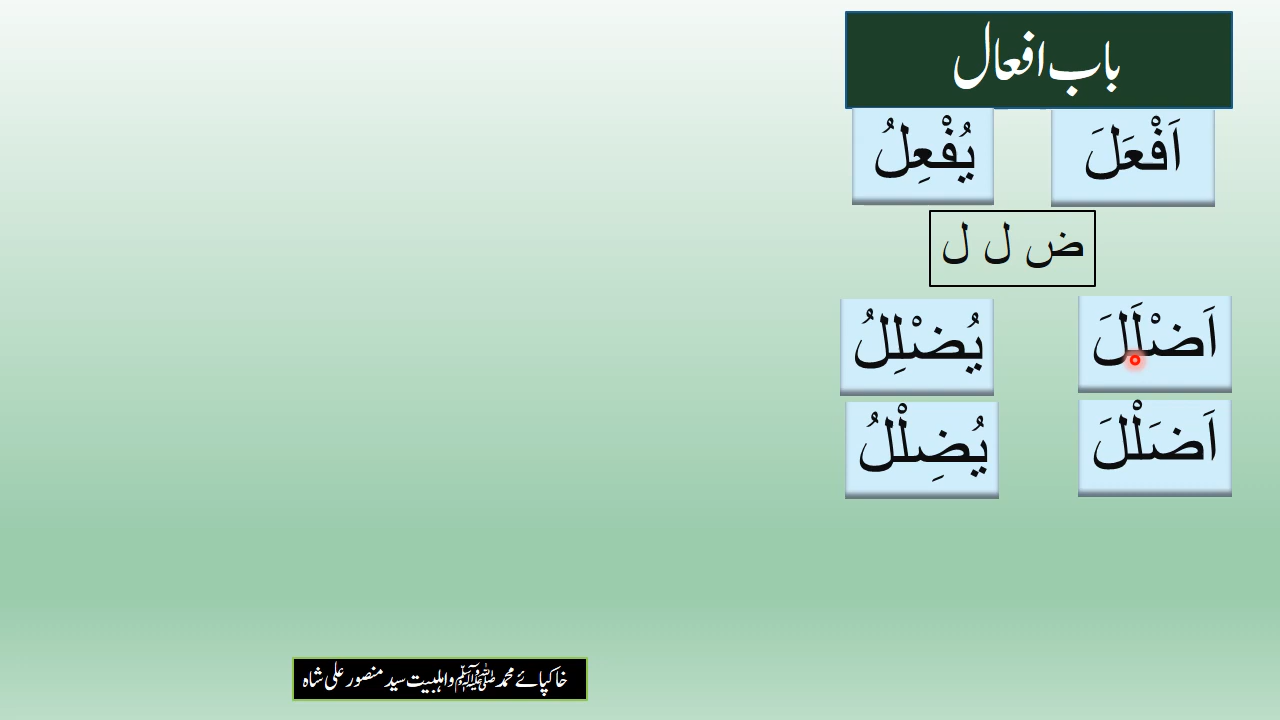 باب افعال
اَفْعَلَ يُفْعِلُ
ض ل ل
اَضْلَلَ يُضْلِلُ
اَضَلْلَ يُضِلْلُ
خاکپائے محمد ﷺ واہلبیت سید منصور علی شاہ